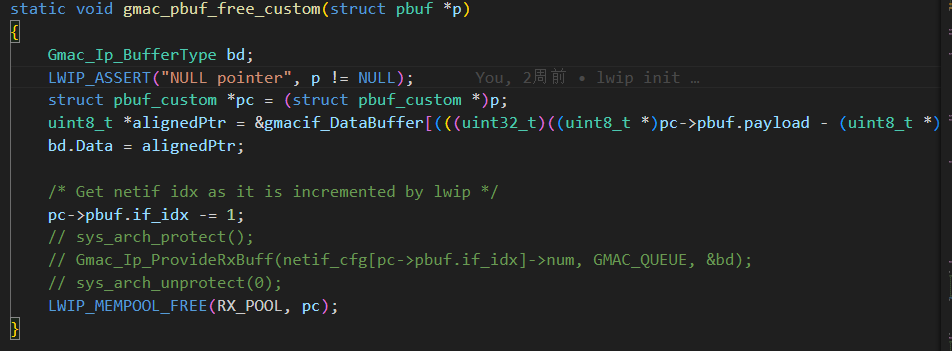 static void gmac_pbuf_free_custom(struct pbuf *p)
{
    Gmac_Ip_BufferType bd;
    LWIP_ASSERT("NULL pointer", p != NULL);        You, 2周前 • lwip init …
    struct pbuf_custom *pc = (struct pbuf_custom *)p;
    uint8_t *alignedPtr = &gmacif_DataBuffer[(((uint32_t)((uint8_t *)pc->pbuf.payload - (uint8_t *)
    bd.Data = alignedPtr;

    /* Get netif idx as it is incremented by lwip */
    pc->pbuf.if_idx -= 1;
    // sys_arch_protect();
    // Gmac_Ip_ProvideRxBuff(netif_cfg[pc->pbuf.if_idx]->num, GMAC_QUEUE, &bd);
    // sys_arch_unprotect(0);
    LWIP_MEMPOOL_FREE(RX_POOL, pc);
}